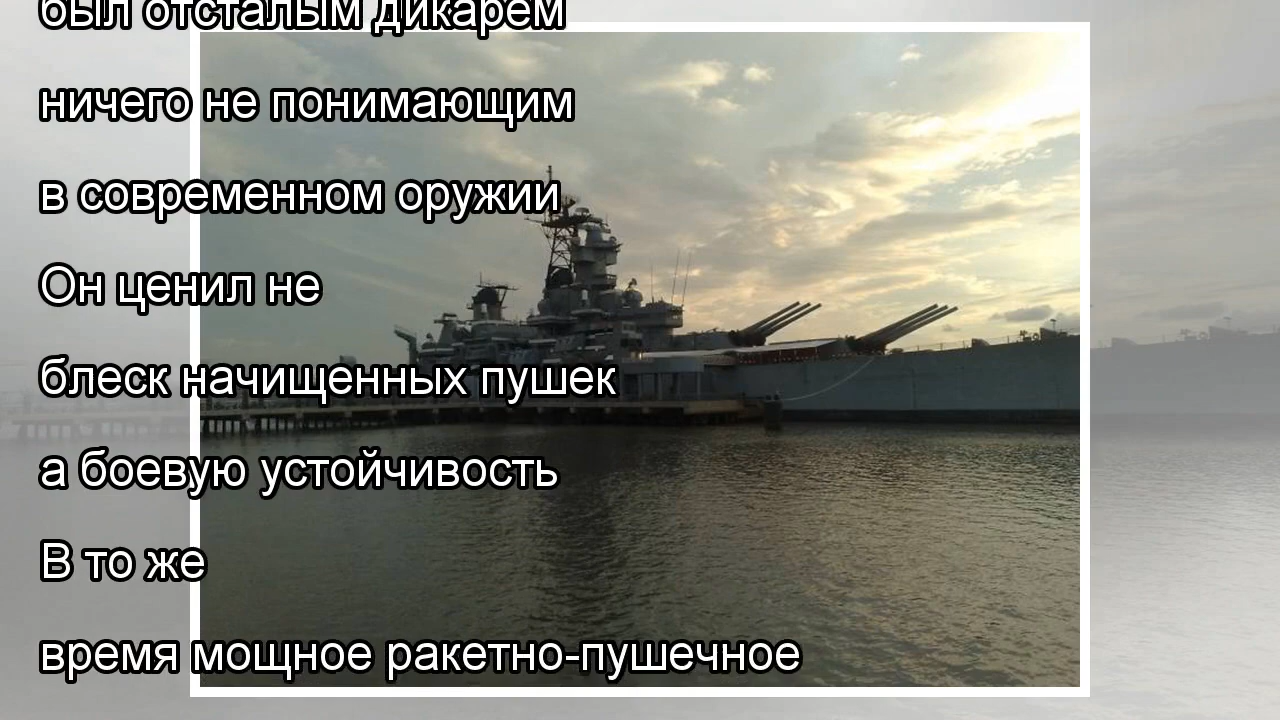 был отсталым дикарем
ничего не понимающим
в современном оружии
Он ценил не
блеск начищенных пушек
а боевую устойчивость
В то же
время мощное ракетно-пушечное